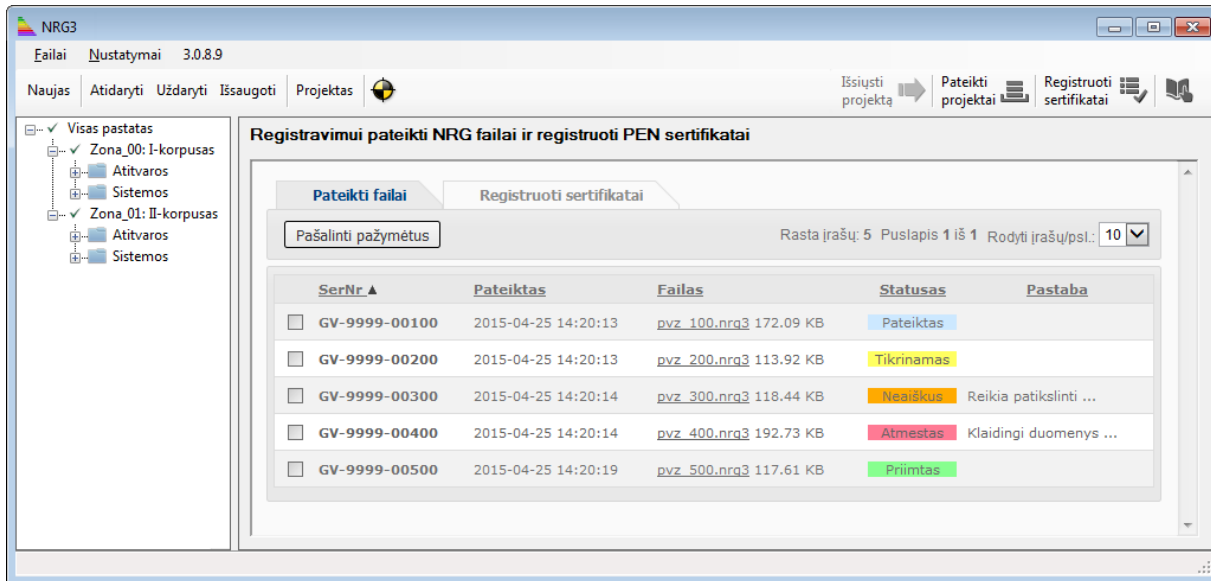 NRG3
Failai Nustatymai 3.0.8.9
Naujas Atidaryti Uždaryti Išsaugoti Projektas
Išsiųsti projektą
Pateikti projektai
Registruoti sertifikatai
Visas pastatas
Zona_00: I-korpusas
Atitvaros
Sistemos
Zona_01: II-korpusas
Atitvaros
Sistemos
Registravimui pateikti NRG failai ir registruoti PEN sertifikatai
Pateikti failai Registruoti sertifikatai
Pašalinti pažymėtus Rasta įrašų: 5 Puslapis 1 iš 1 Rodyti įrašų/psl.: 10
SerNr ▲ Pateiktas Failas Statusas Pastaba
GV-9999-00100 2015-04-25 14:20:13 pvz_100.nrg3 172.09 KB Pateiktas
GV-9999-00200 2015-04-25 14:20:13 pvz_200.nrg3 113.92 KB Tikrinamas
GV-9999-00300 2015-04-25 14:20:14 pvz_300.nrg3 118.44 KB Neaiškus Reikia patikslinti ...
GV-9999-00400 2015-04-25 14:20:14 pvz_400.nrg3 192.73 KB Atmestas Klaidingi duomenys ...
GV-9999-00500 2015-04-25 14:20:19 pvz_500.nrg3 117.61 KB Priimtas